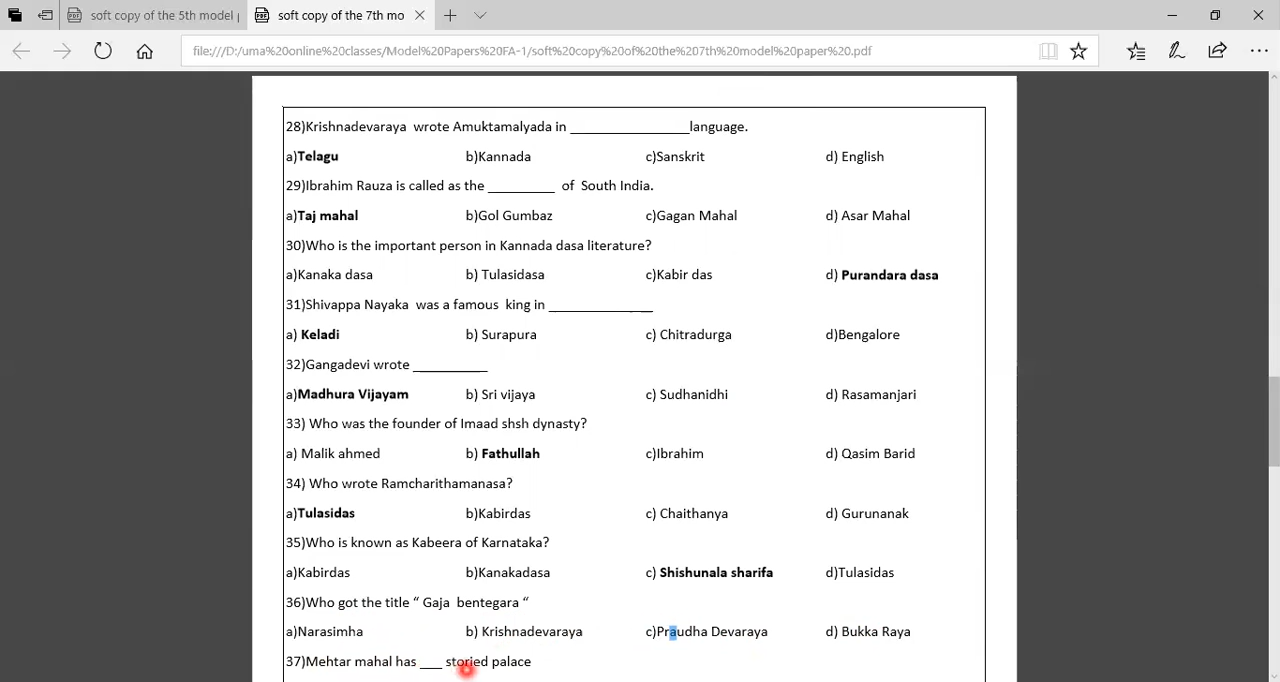 soft copy of the 5th model p
soft copy of the 7th mo
file:///D:/uma%20online%20classes/Model%20Papers%20FA-1/soft%20copy%20of%20the%207th%20model%20paper%20.pdf
28)Krishnadevaraya wrote Amuktamalyada in _________________language.
a)Telagu b)Kannada c)Sanskrit d) English
29)Ibrahim Rauza is called as the _________ of South India.
a)Taj mahal b)Gol Gumbaz c)Gagan Mahal d) Asar Mahal
30)Who is the important person in Kannada dasa literature?
a)Kanaka dasa b) Tulasidasa c)Kabir das d) Purandara dasa
31)Shivappa Nayaka was a famous king in _______________
a) Keladi b) Surapura c) Chitradurga d)Bengalore
32)Gangadevi wrote __________
a)Madhura Vijayam b) Sri vijaya c) Sudhanidhi d) Rasamanjari
33) Who was the founder of Imaad shsh dynasty?
a) Malik ahmed b) Fathullah c)Ibrahim d) Qasim Barid
34) Who wrote Ramcharithamanasa?
a)Tulasidas b)Kabirdas c) Chaithanya d) Gurunanak
35)Who is known as Kabeera of Karnataka?
a)Kabirdas b)Kanakadasa c) Shishunala sharifa d)Tulasidas
36)Who got the title “ Gaja bentegara “
a)Narasimha b) Krishnadevaraya c)Praudha Devaraya d) Bukka Raya
37)Mehtar mahal has ___ storied palace